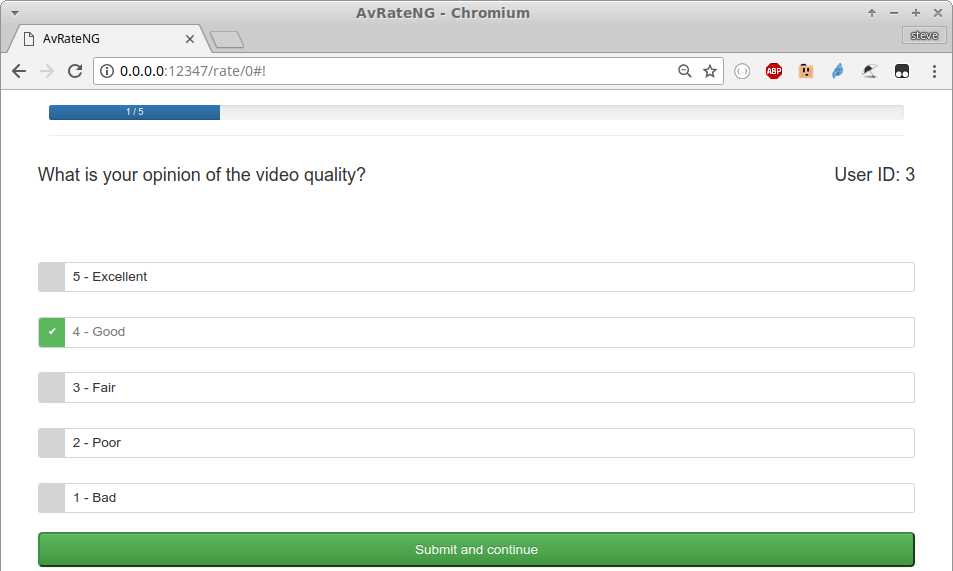 AvRateNG - Chromium
AvRateNG
steve
0.0.0.0:12347/rate/0#!
ABP
1 / 5
What is your opinion of the video quality?
User ID: 3
5 - Excellent
4 - Good
3 - Fair
2 - Poor
1 - Bad
Submit and continue